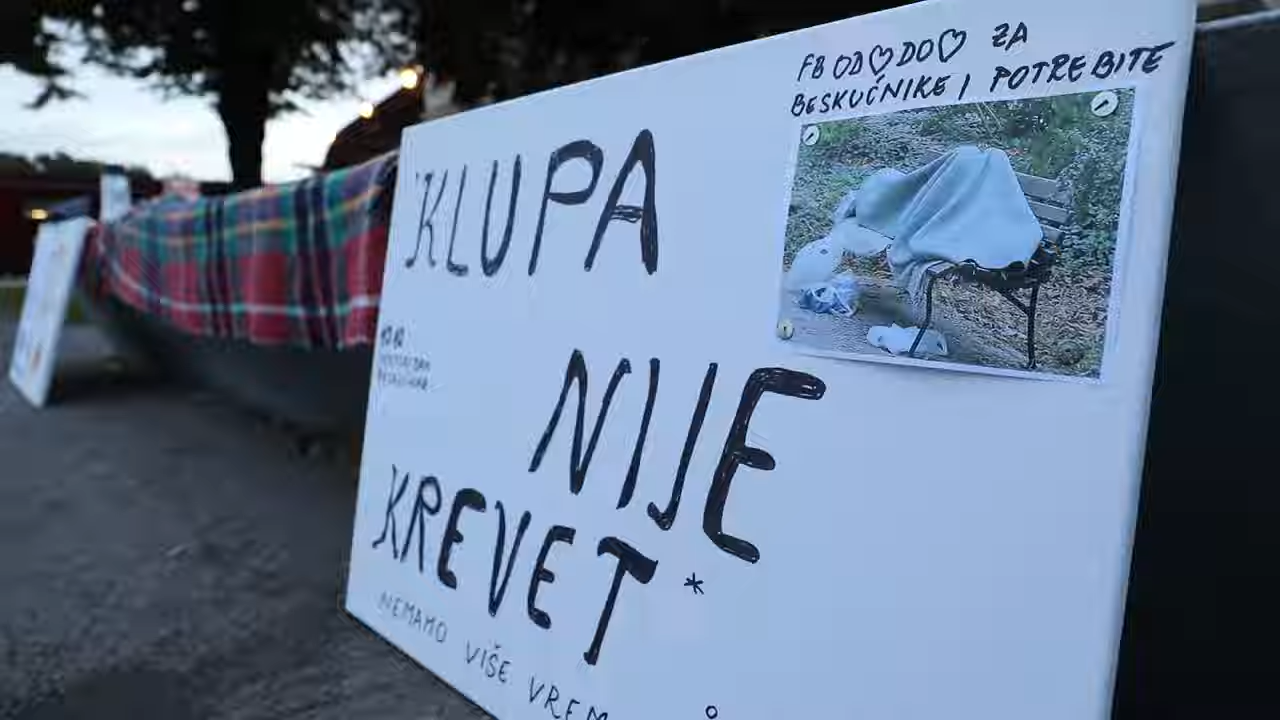 FB OD♡DO♡ ZA
BESKUĆNIKE I POTREBITE
KLUPA
NIJE
KREVET*
NEMAMO VIŠE